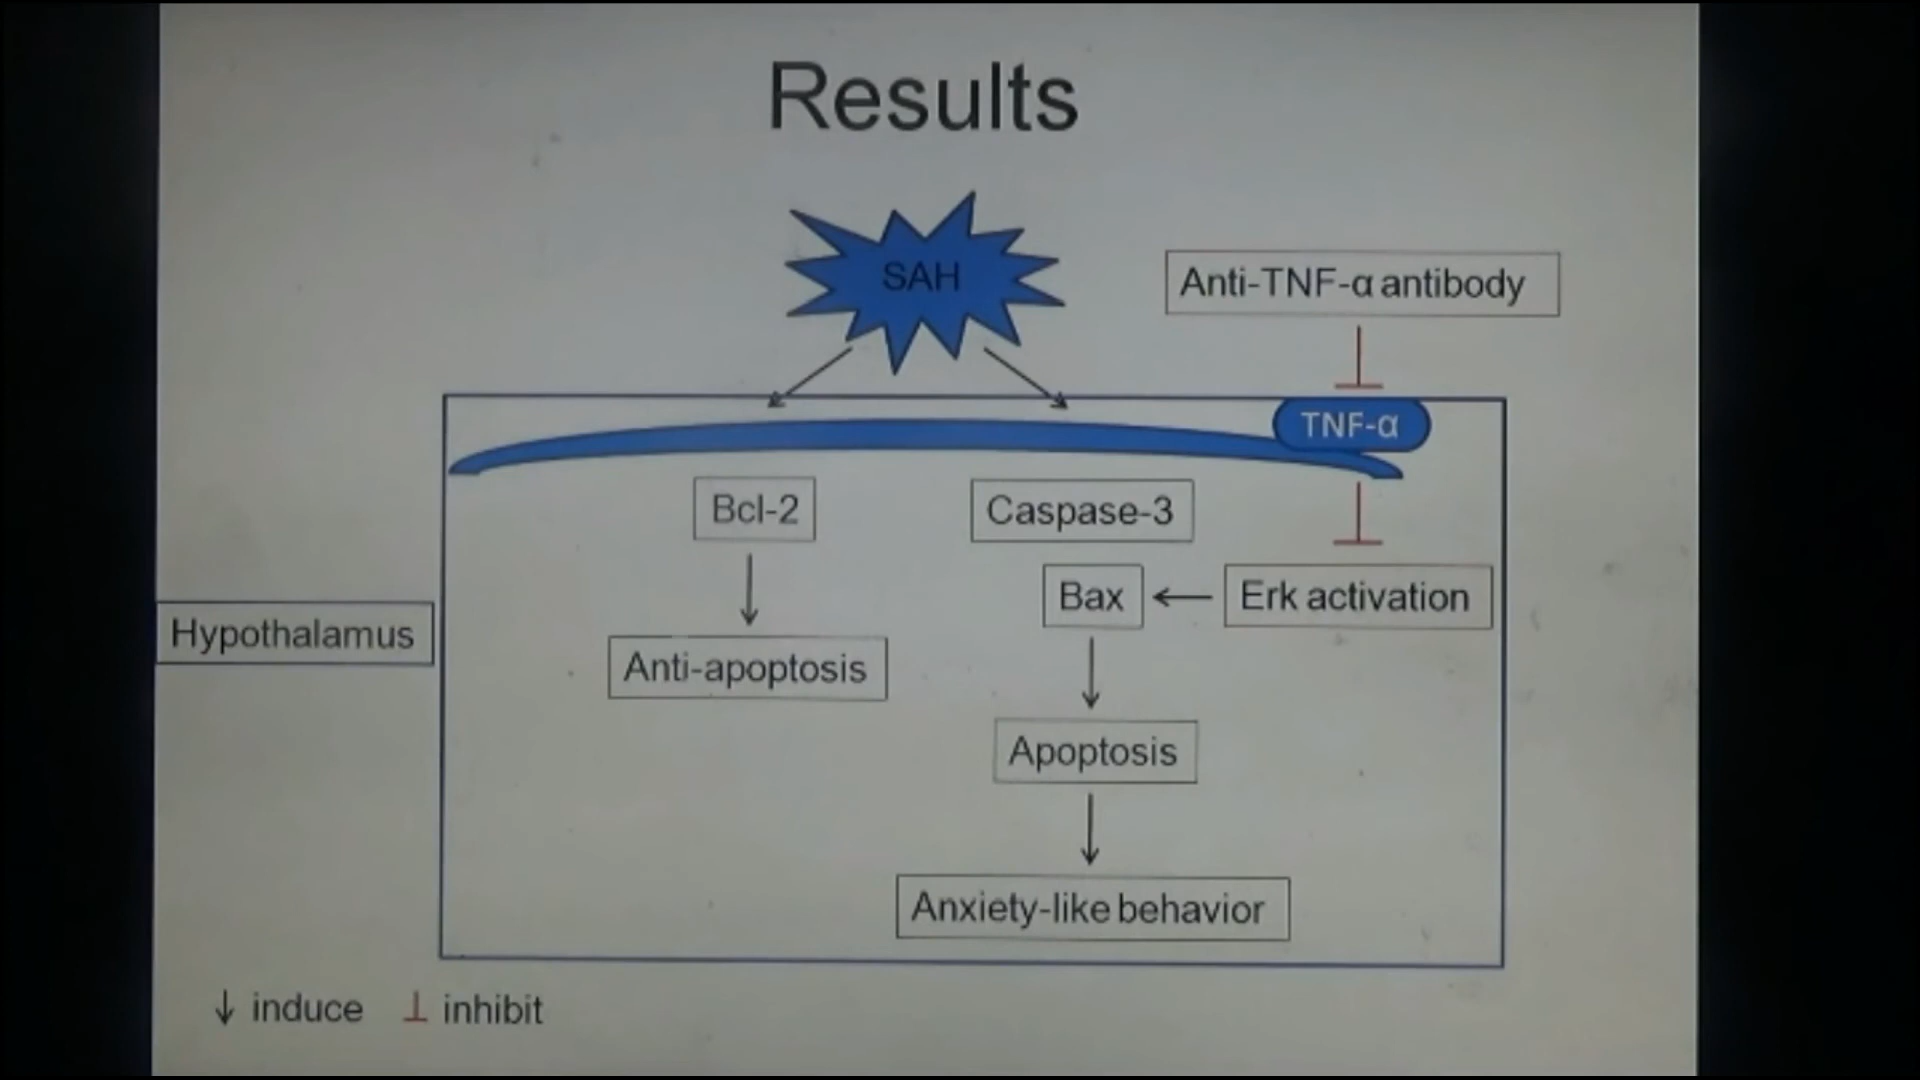 Results
SAH
Anti-TNF-α antibody
TNF-α
Bcl-2
Caspase-3
Bax
Erk activation
Hypothalamus
Anti-apoptosis
Apoptosis
Anxiety-like behavior
↓ induce ⊥ inhibit